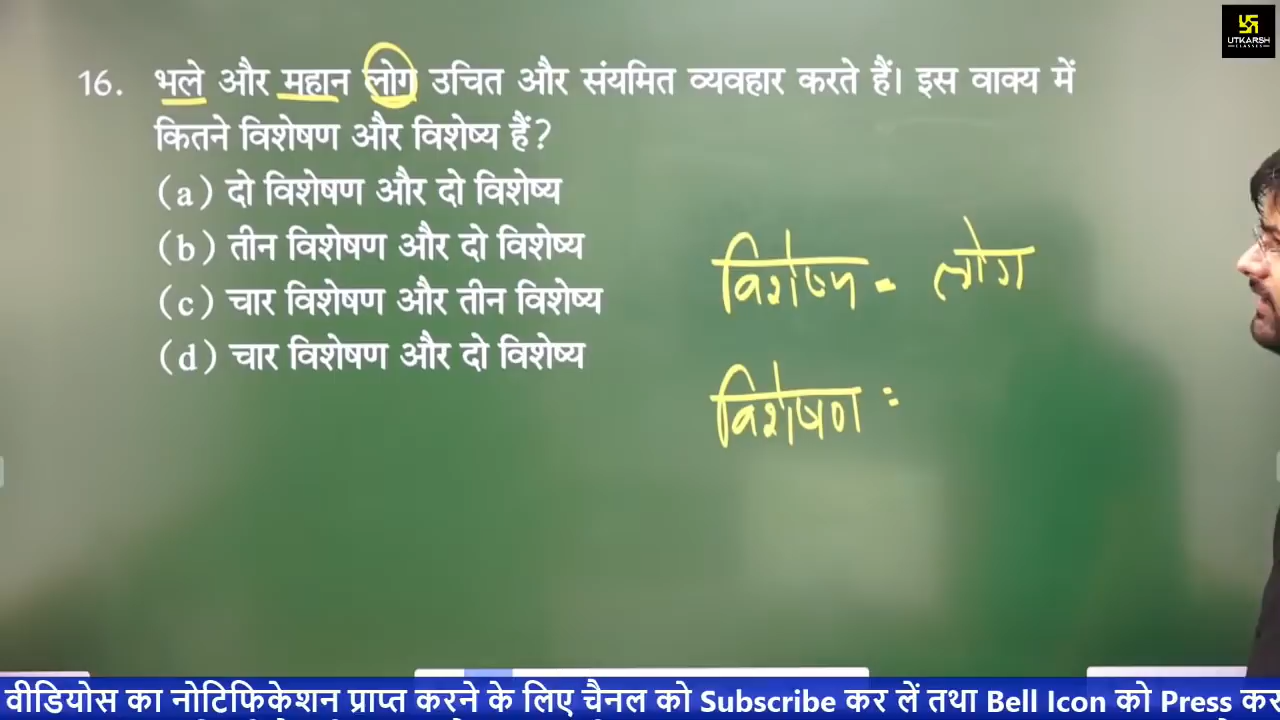 UTKARSH
CLASSES
16. भले और महान लोग उचित और संयमित व्यवहार करते हैं। इस वाक्य में
कितने विशेषण और विशेष्य हैं?
(a) दो विशेषण और दो विशेष्य
(b) तीन विशेषण और दो विशेष्य
(c) चार विशेषण और तीन विशेष्य
(d) चार विशेषण और दो विशेष्य
विशेष्य = लोग
विशेषण :
वीडियोस का नोटिफिकेशन प्राप्त करने के लिए चैनल को Subscribe कर लें तथा Bell Icon को Press कर